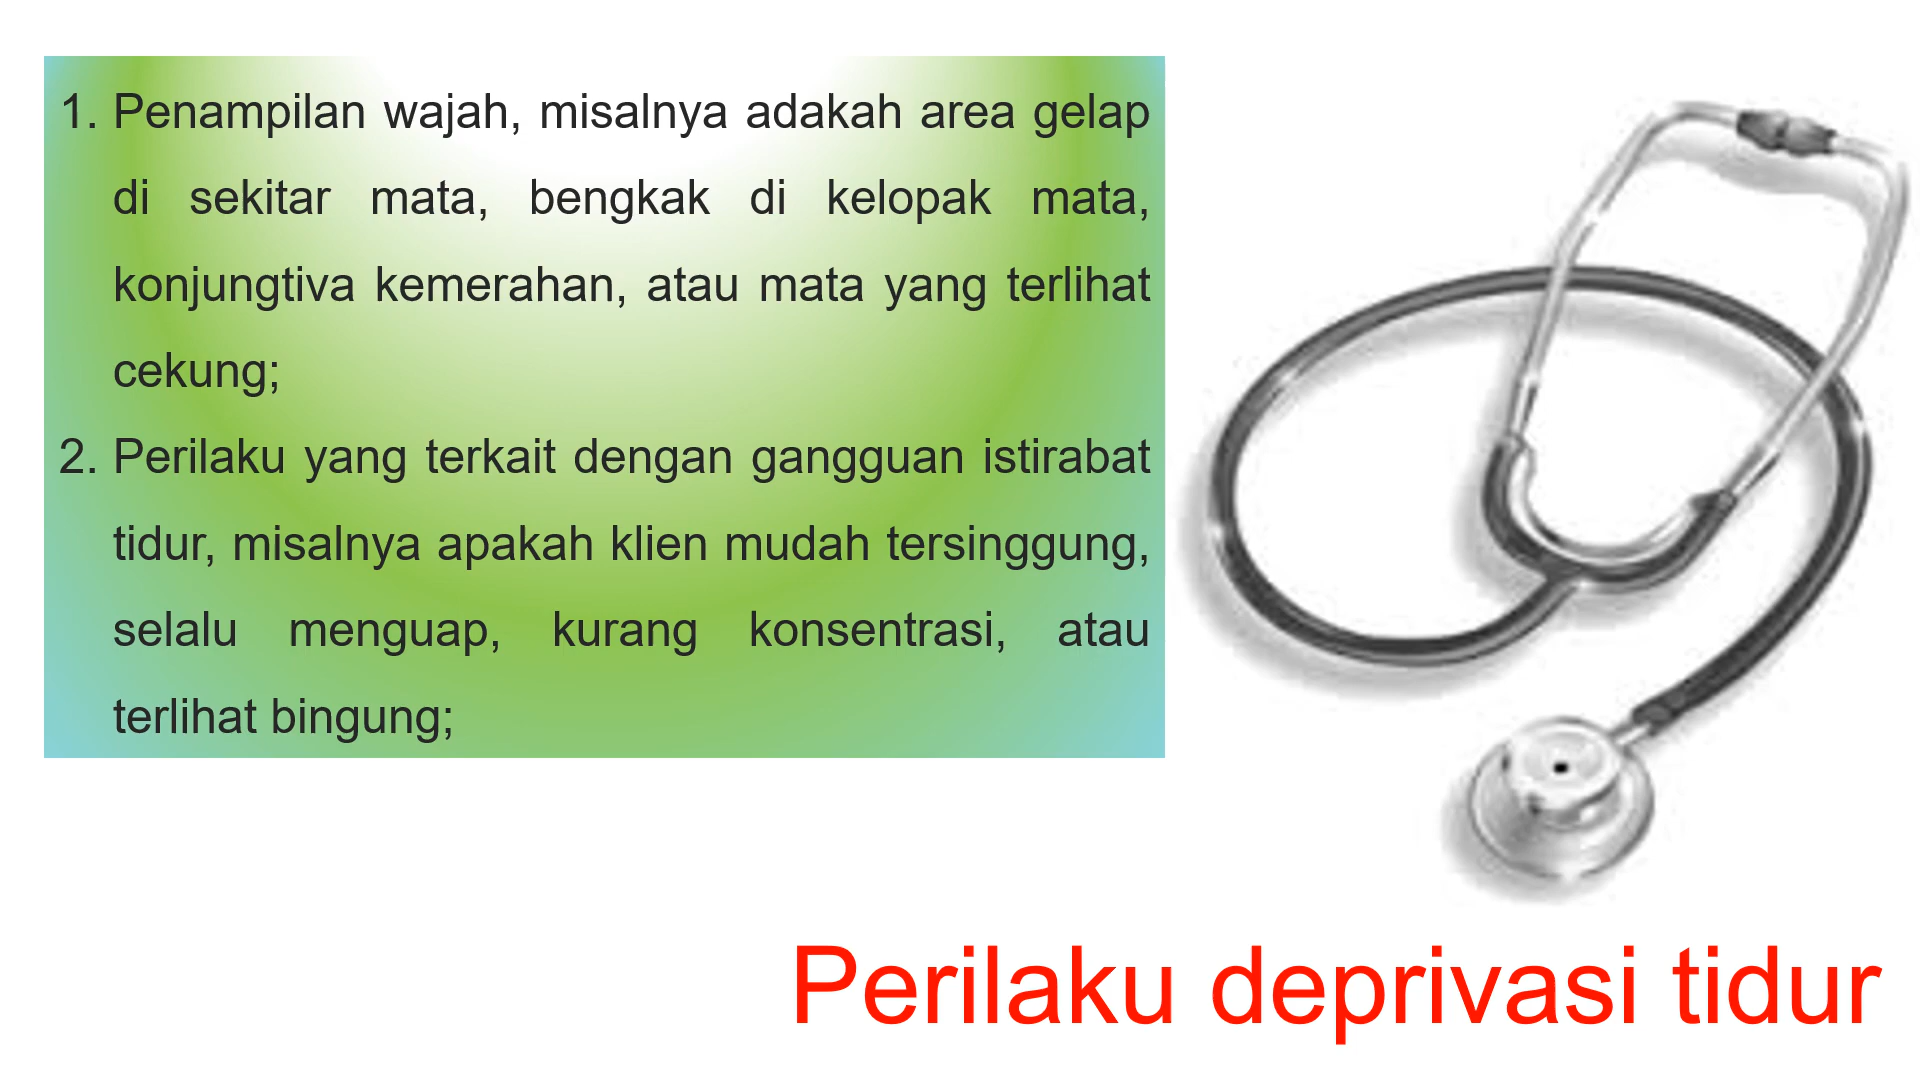 1. Penampilan wajah, misalnya adakah area gelap
di sekitar mata, bengkak di kelopak mata,
konjungtiva kemerahan, atau mata yang terlihat
cekung;
2. Perilaku yang terkait dengan gangguan istirabat
tidur, misalnya apakah klien mudah tersinggung,
selalu menguap, kurang konsentrasi, atau
terlihat bingung;
Perilaku deprivasi tidur